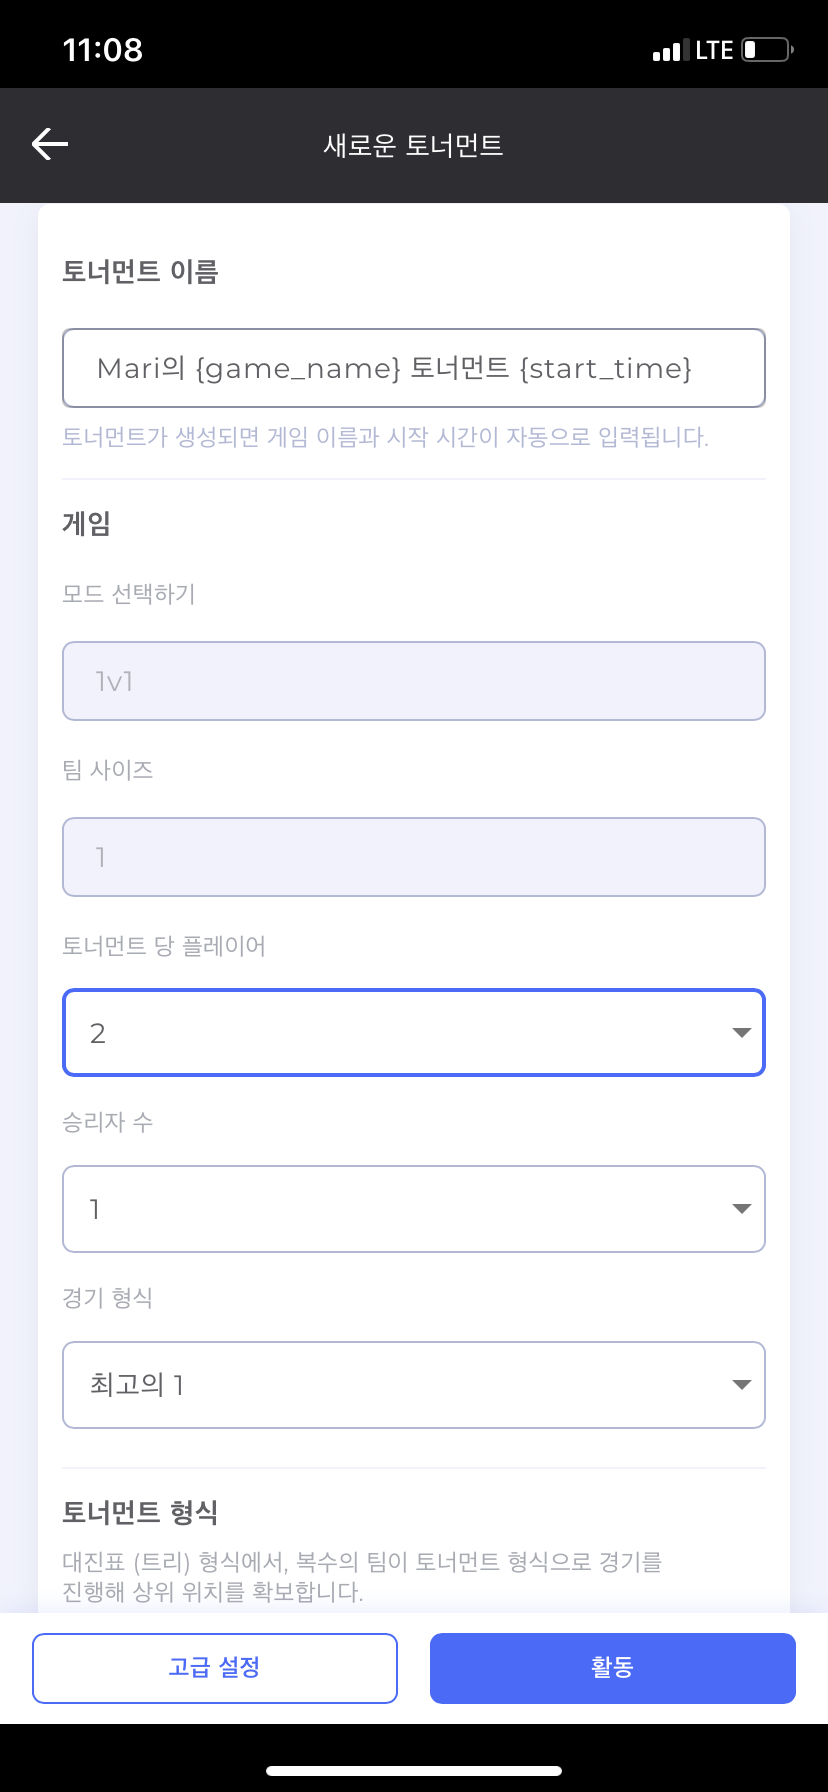 11:08
LTE
새로운 토너먼트
토너먼트 이름
Mari의 {game_name} 토너먼트 {start_time}
토너먼트가 생성되면 게임 이름과 시작 시간이 자동으로 입력됩니다.
게임
모드 선택하기
1v1
팀 사이즈
1
토너먼트 당 플레이어
2
승리자 수
1
경기 형식
최고의 1
토너먼트 형식
대진표 (트리) 형식에서, 복수의 팀이 토너먼트 형식으로 경기를
진행해 상위 위치를 확보합니다.
고급 설정
활동